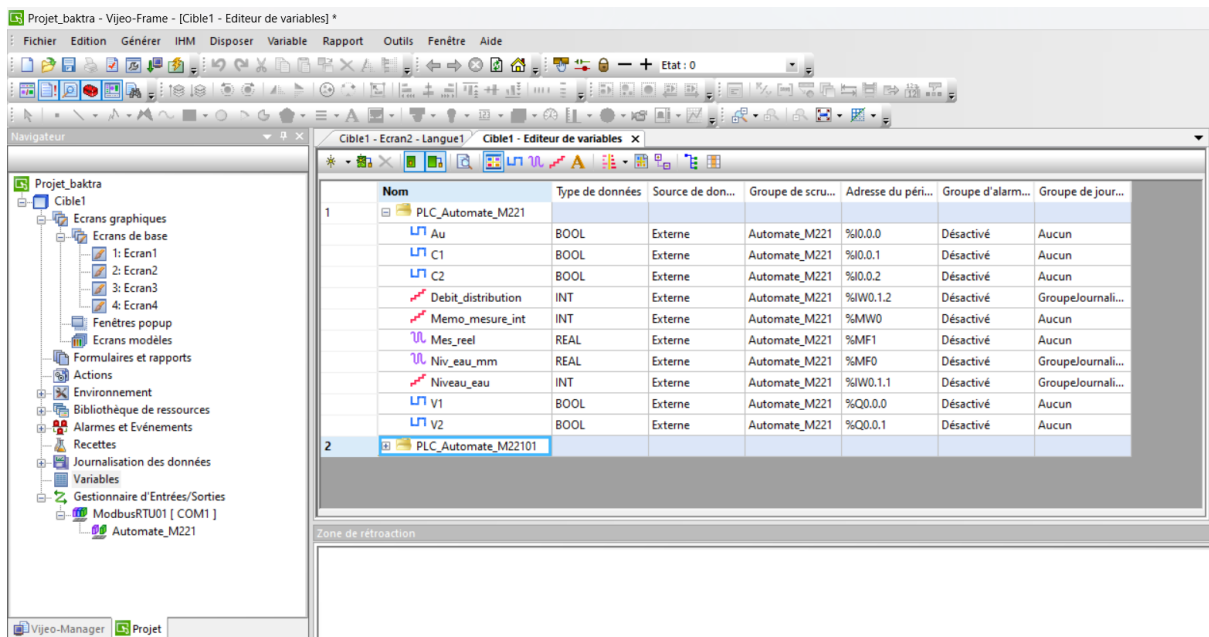 Projet_baktra - Vijeo-Frame - [Cible1 - Editeur de variables] *
Fichier Edition Générer IHM Disposer Variable Rapport Outils Fenêtre Aide
Etat : 0
Navigateur
Projet_baktra
Cible1
Ecrans graphiques
Ecrans de base
1: Ecran1
2: Ecran2
3: Ecran3
4: Ecran4
Fenêtres popup
Ecrans modèles
Formulaires et rapports
Actions
Environnement
Bibliothèque de ressources
Alarmes et Evénements
Recettes
Journalisation des données
Variables
Gestionnaire d'Entrées/Sorties
ModbusRTU01 [ COM1 ]
Automate_M221
Vijeo-Manager Projet
Cible1 - Ecran2 - Langue1 Cible1 - Editeur de variables X
Nom Type de données Source de don... Groupe de scru... Adresse du péri... Groupe d'alarm... Groupe de jour...
1 PLC_Automate_M221
Au BOOL Externe Automate_M221 %I0.0.0 Désactivé Aucun
C1 BOOL Externe Automate_M221 %I0.0.1 Désactivé Aucun
C2 BOOL Externe Automate_M221 %I0.0.2 Désactivé Aucun
Debit_distribution INT Externe Automate_M221 %IW0.1.2 Désactivé GroupeJournali...
Memo_mesure_int INT Externe Automate_M221 %MW0 Désactivé Aucun
Mes_reel REAL Externe Automate_M221 %MF1 Désactivé Aucun
Niv_eau_mm REAL Externe Automate_M221 %MF0 Désactivé GroupeJournali...
Niveau_eau INT Externe Automate_M221 %IW0.1.1 Désactivé GroupeJournali...
V1 BOOL Externe Automate_M221 %Q0.0.0 Désactivé Aucun
V2 BOOL Externe Automate_M221 %Q0.0.1 Désactivé Aucun
2 PLC_Automate_M22101
Zone de rétroaction